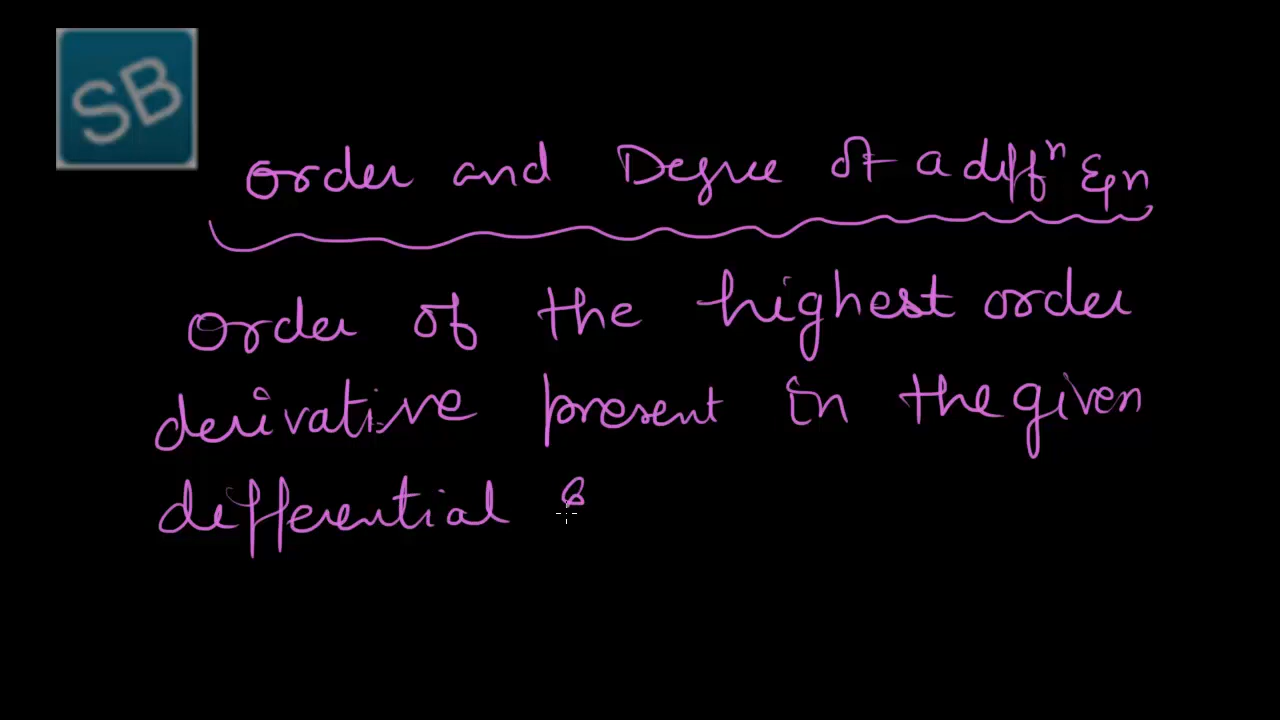 SB
Order and Degree of a diffⁿ Eqn
Order of the highest order
derivative present in the given
differential